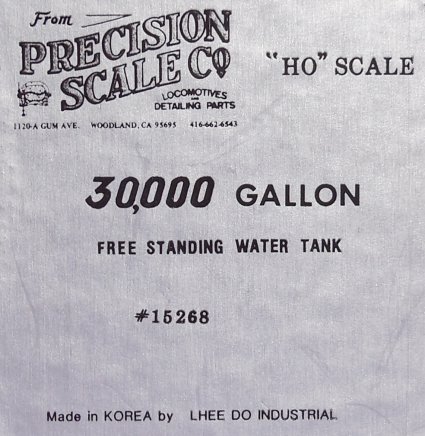 From
PRECISION
SCALE CO
LOCOMOTIVES
AND
DETAILING PARTS
1120-A GUM AVE. WOODLAND, CA 95695 416-662-6543
"HO" SCALE
30,000 GALLON
FREE STANDING WATER TANK
#15268
Made in KOREA by LHEE DO INDUSTRIAL